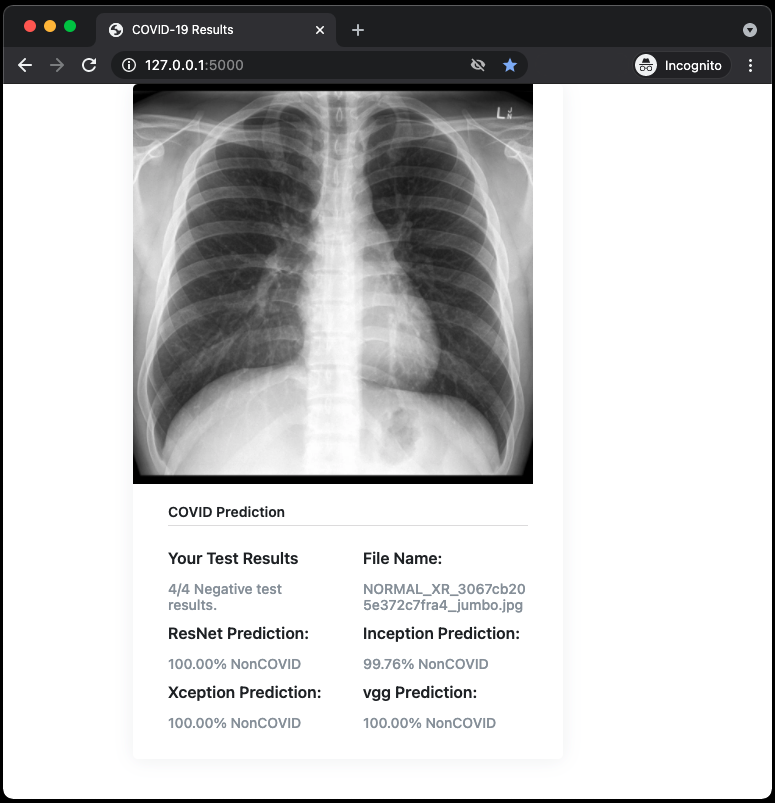 COVID-19 Results
127.0.0.1:5000
Incognito
L
COVID Prediction
Your Test Results
File Name:
4/4 Negative test
results.
NORMAL_XR_3067cb20
5e372c7fra4_jumbo.jpg
ResNet Prediction:
Inception Prediction:
100.00% NonCOVID
99.76% NonCOVID
Xception Prediction:
vgg Prediction:
100.00% NonCOVID
100.00% NonCOVID